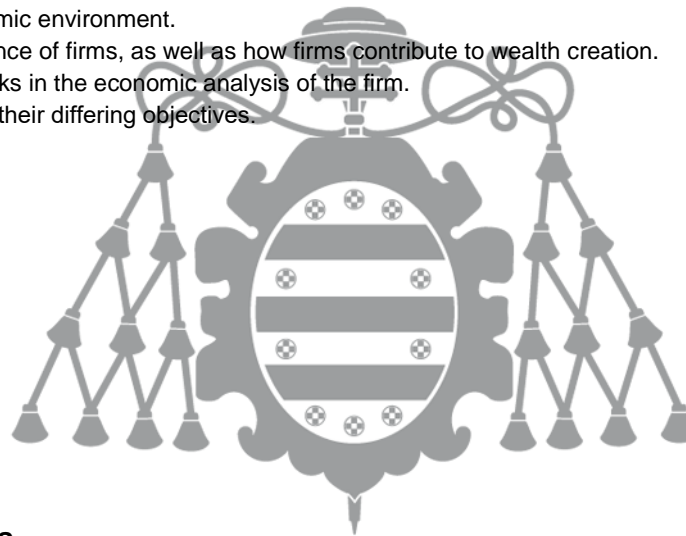 mic environment.
nce of firms, as well as how firms contribute to wealth creation.
ks in the economic analysis of the firm.
their differing objectives.